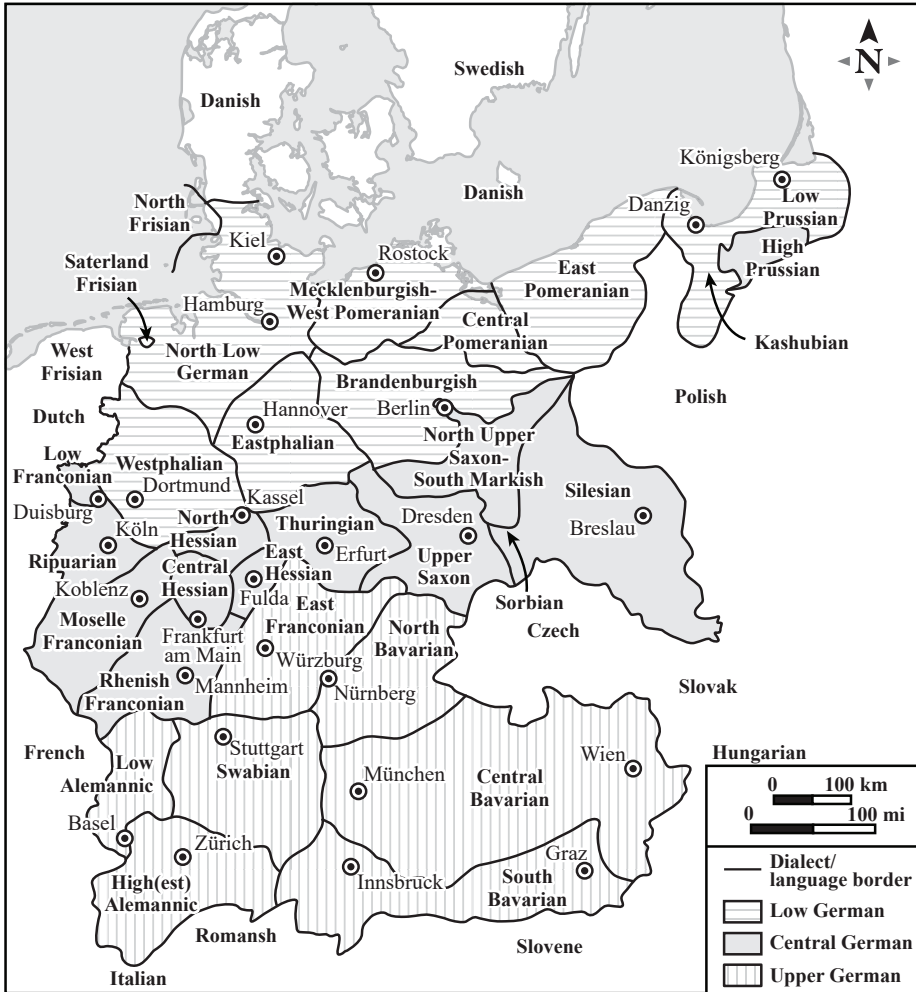 Swedish
N
Danish
Königsberg
Danish
North
Frisian
Low
Prussian
Danzig
Kiel
High
Prussian
Rostock
Saterland
Frisian
East
Pomeranian
Mecklenburgish-
West Pomeranian
Hamburg
Central
Pomeranian
Kashubian
West
Frisian
North Low
German
Brandenburgish
Polish
Dutch
Hannover
Berlin
Eastphalian
North Upper
Saxon-
South Markish
Low
Franconian
Westphalian
Dortmund
Silesian
Duisburg
Kassel
Köln
North
Hessian
Thuringian
Dresden
Breslau
Ripuarian
Erfurt
Central
Hessian
East
Hessian
Upper
Saxon
Koblenz
Fulda
Sorbian
East
Franconian
Czech
Moselle
Franconian
Frankfurt
am Main
North
Bavarian
Würzburg
Rhenish
Franconian
Mannheim
Nürnberg
Slovak
French
Stuttgart
Swabian
Low
Alemannic
Wien
Hungarian
München
Central
Bavarian
Basel
Zürich
Graz
Innsbruck
High(est)
Alemannic
South
Bavarian
Romansh
Slovene
Italian
0 100 km
0 100 mi
Dialect/
language border
Low German
Central German
Upper German